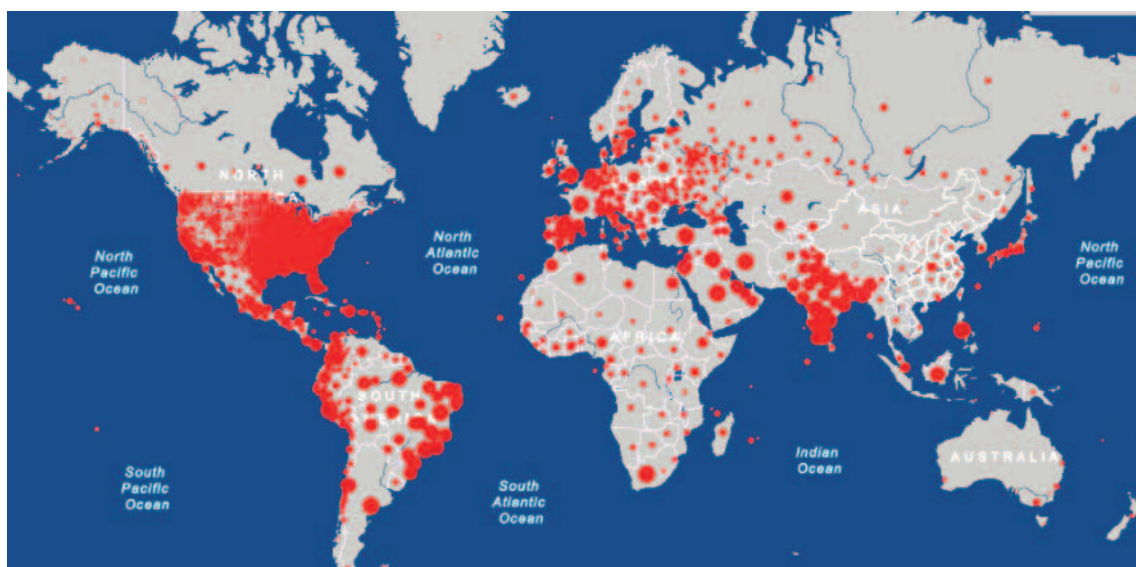 NORTH
ASIA
North
Pacific
Ocean
North
Atlantic
Ocean
North
Pacific
Ocean
AFRICA
SOUTH
Indian
Ocean
AUSTRALIA
South
Pacific
Ocean
South
Atlantic
Ocean